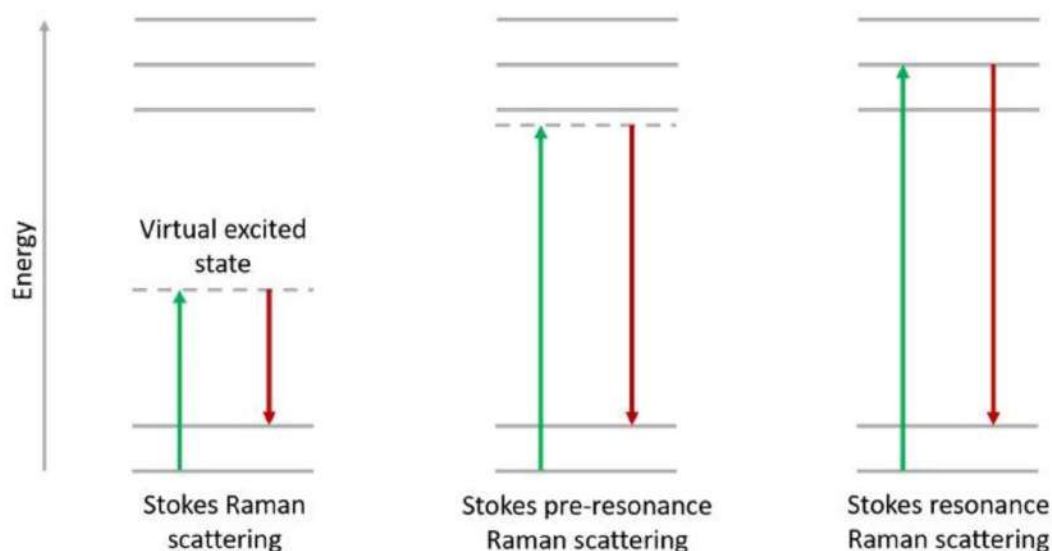 Energy
Virtual excited
state
Stokes Raman
scattering
Stokes pre-resonance
Raman scattering
Stokes resonance
Raman scattering